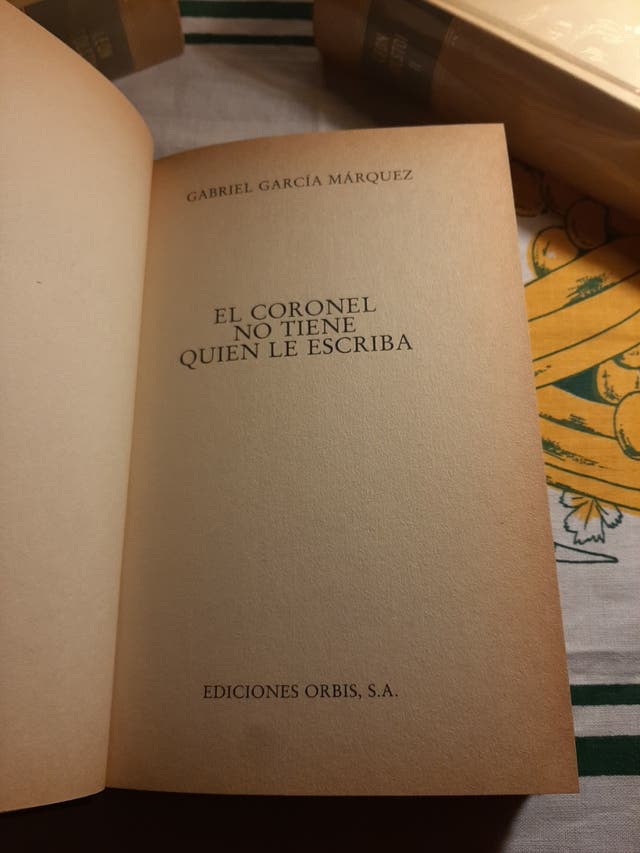 GABRIEL GARCÍA MÁRQUEZ
EL CORONEL
NO TIENE
QUIEN LE ESCRIBA
EDICIONES ORBIS, S.A.